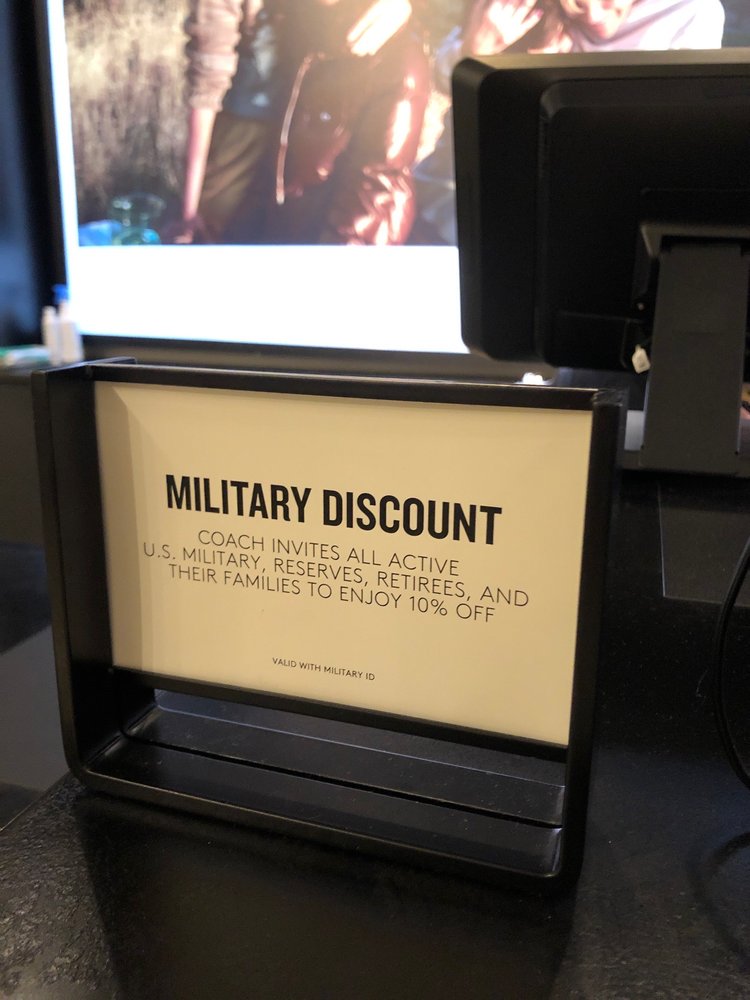 MILITARY DISCOUNT
COACH INVITES ALL ACTIVE
U.S. MILITARY, RESERVES, RETIREES, AND
THEIR FAMILIES TO ENJOY 10% OFF
VALID WITH MILITARY ID